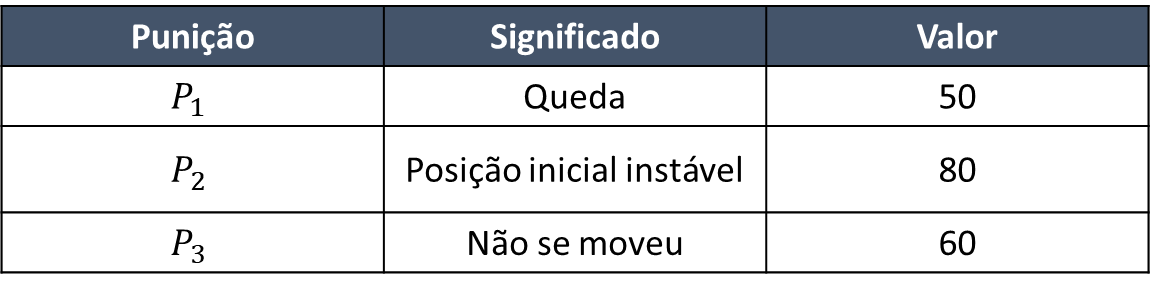 Punição Significado Valor
P1 Queda 50
P2 Posição inicial instável 80
P3 Não se moveu 60